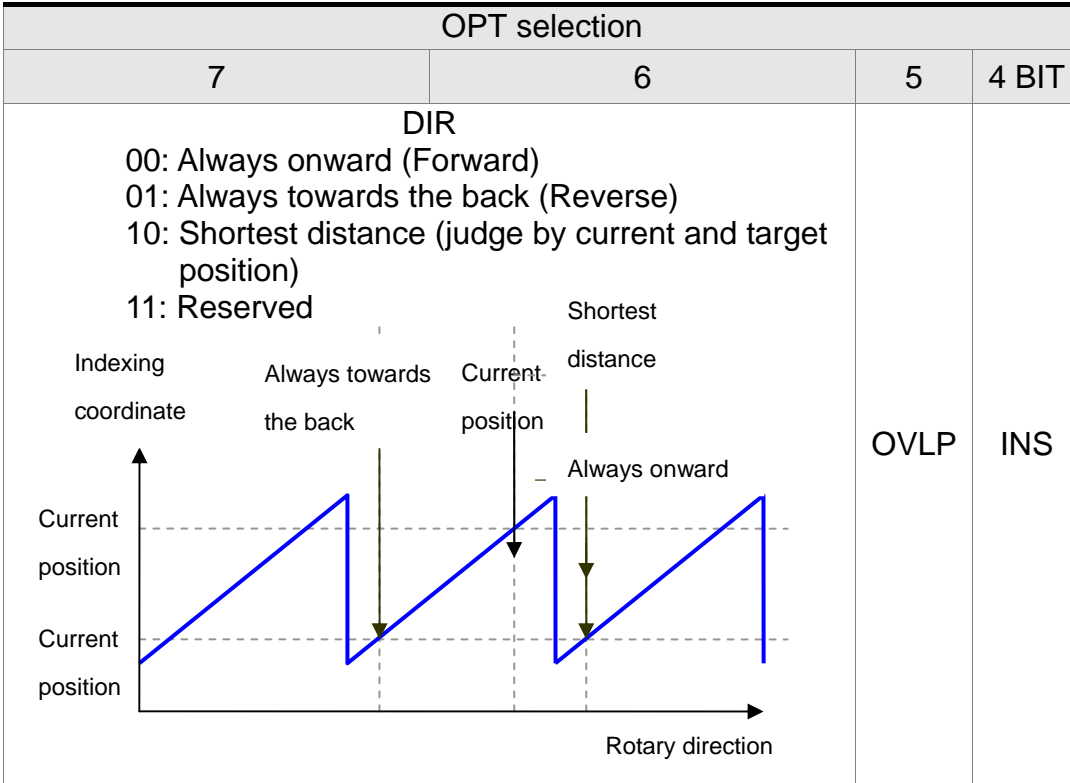 OPT selection
7 6 5 4 BIT
DIR
00: Always onward (Forward)
01: Always towards the back (Reverse)
10: Shortest distance (judge by current and target
position)
11: Reserved
OVLP INS
Shortest
distance
Indexing
coordinate
Always towards
the back
Current
position
Always onward
Current
position
Current
position
Rotary direction